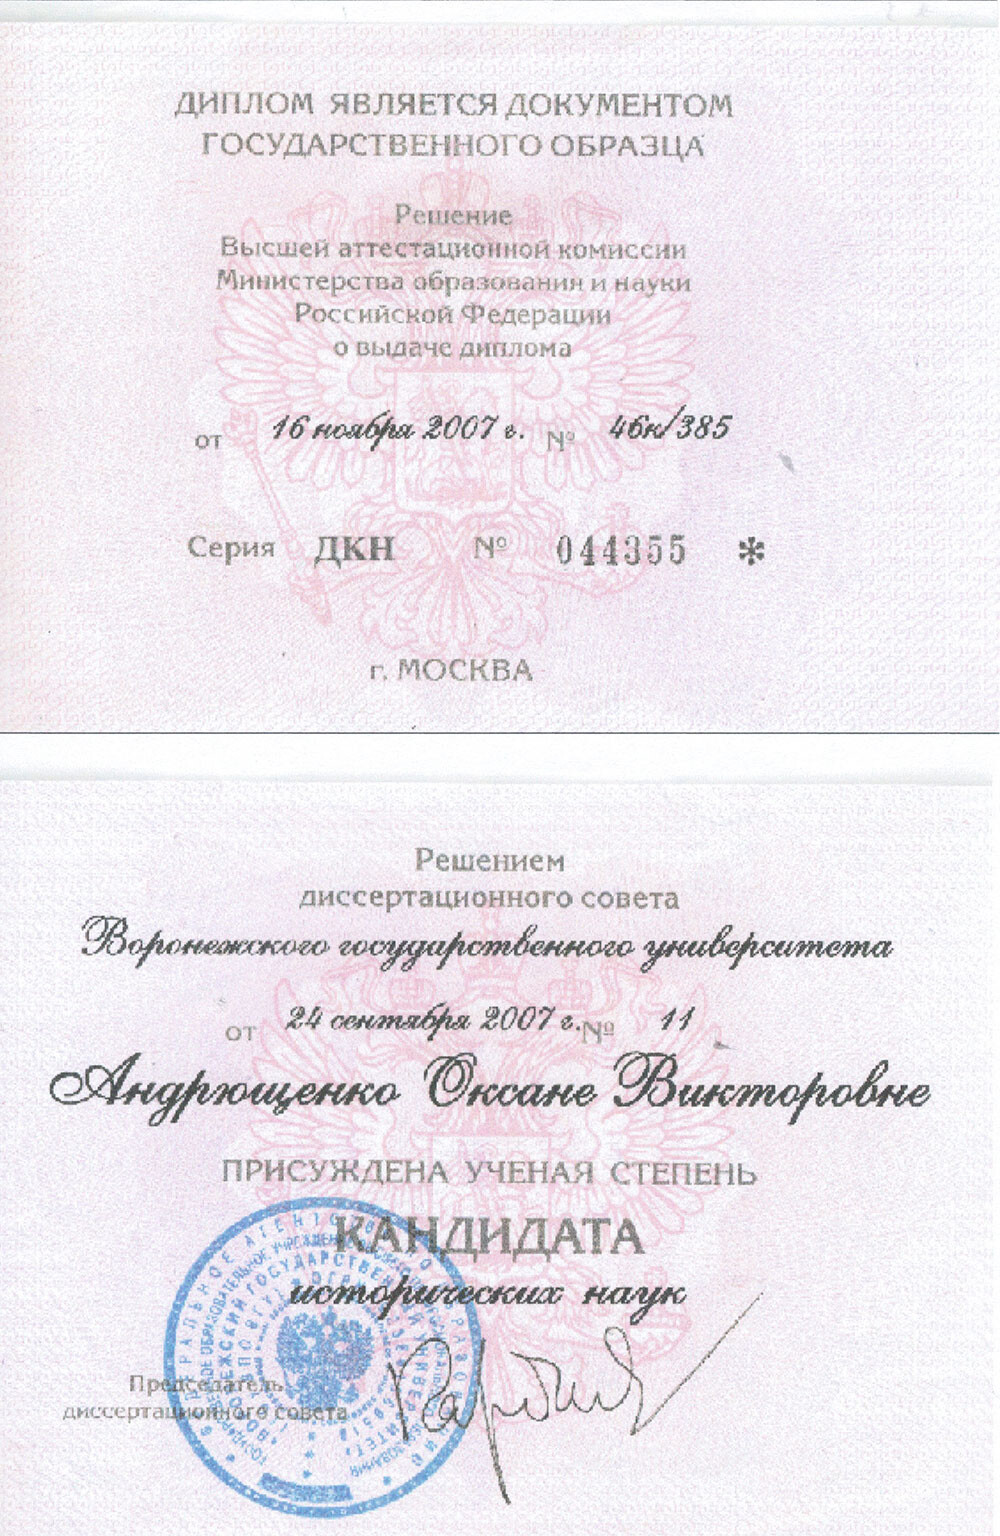 ДИПЛОМ ЯВЛЯЕТСЯ ДОКУМЕНТОМ
ГОСУДАРСТВЕННОГО ОБРАЗЦА
Решение
Высшей аттестационной комиссии
Министерства образования и науки
Российской Федерации
о выдаче диплома
от 16 ноября 2007 г. № 46к/385
Серия ДКН № 044355 *
г. МОСКВА
Решением
диссертационного совета
Воронежского государственного университета
от 24 сентября 2007 г. № 11
Андрющенко Оксане Викторовне
ПРИСУЖДЕНА УЧЕНАЯ СТЕПЕНЬ
КАНДИДАТА
исторических наук
Председатель
диссертационного совета